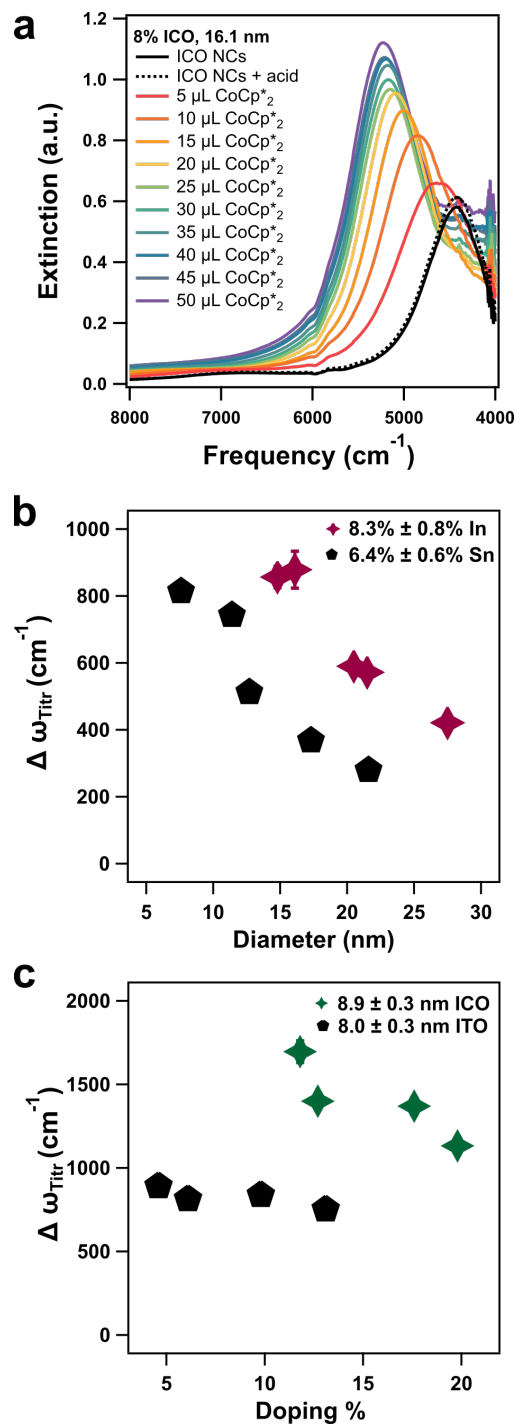 a
8% ICO, 16.1 nm
ICO NCs
ICO NCs + acid
5 µL CoCp*₂
10 µL CoCp*₂
15 µL CoCp*₂
20 µL CoCp*₂
25 µL CoCp*₂
30 µL CoCp*₂
35 µL CoCp*₂
40 µL CoCp*₂
45 µL CoCp*₂
50 µL CoCp*₂
Extinction (a.u.)
1.2
1.0
0.8
0.6
0.4
0.2
0.0
8000 7000 6000 5000 4000
Frequency (cm⁻¹)
b
8.3% ± 0.8% In
6.4% ± 0.6% Sn
Δ ω_Titr (cm⁻¹)
1000
800
600
400
200
0
5 10 15 20 25 30
Diameter (nm)
c
8.9 ± 0.3 nm ICO
8.0 ± 0.3 nm ITO
Δ ω_Titr (cm⁻¹)
2000
1500
1000
500
0
5 10 15 20
Doping %